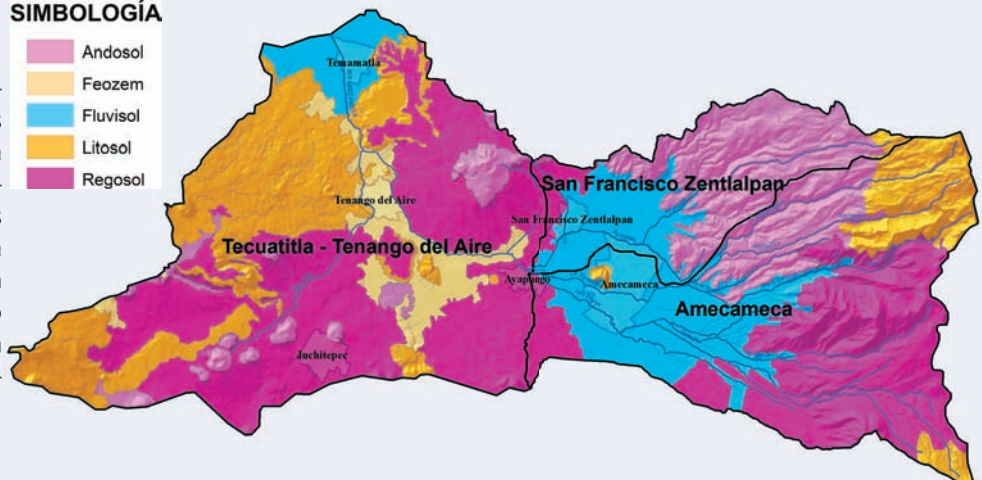 SIMBOLOGÍA
Andosol
Feozem
Fluvisol
Litosol
Regosol
Temamatla
San Francisco Zentlalpan
Tenango del Aire
San Francisco Zentlalpan
Tecuatitla - Tenango del Aire
Ayapango
Amecameca
Amecameca
Juchitepec